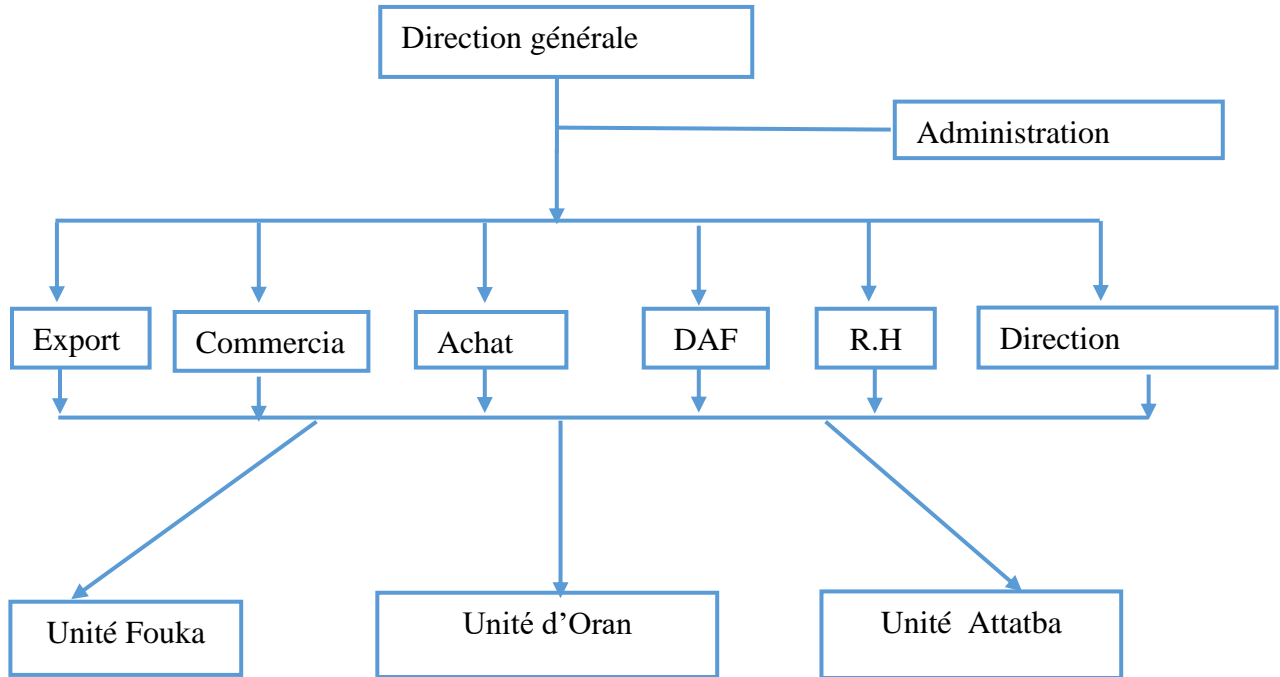 Direction générale
Administration
Export
Commercia
Achat
DAF
R.H
Direction
Unité Fouka
Unité d’Oran
Unité Attatba